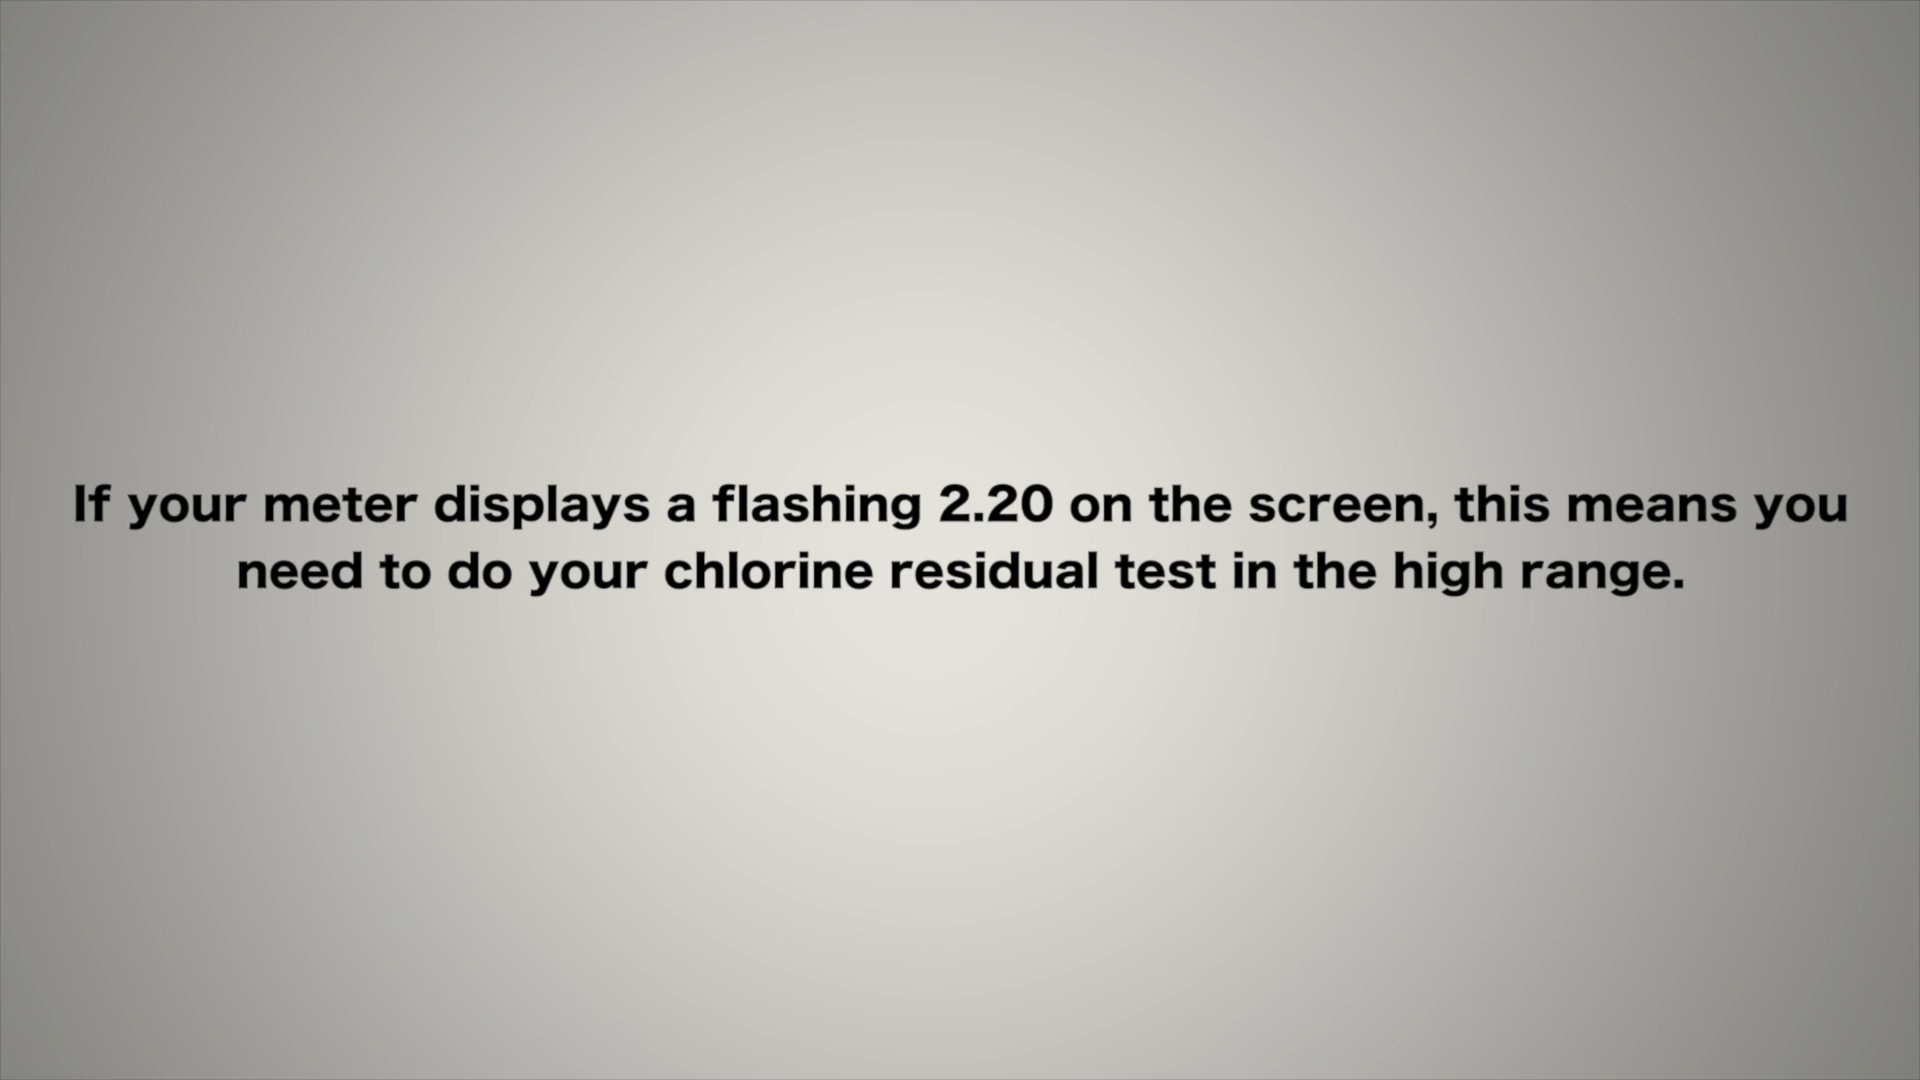 If your meter displays a flashing 2.20 on the screen, this means you
need to do your chlorine residual test in the high range.